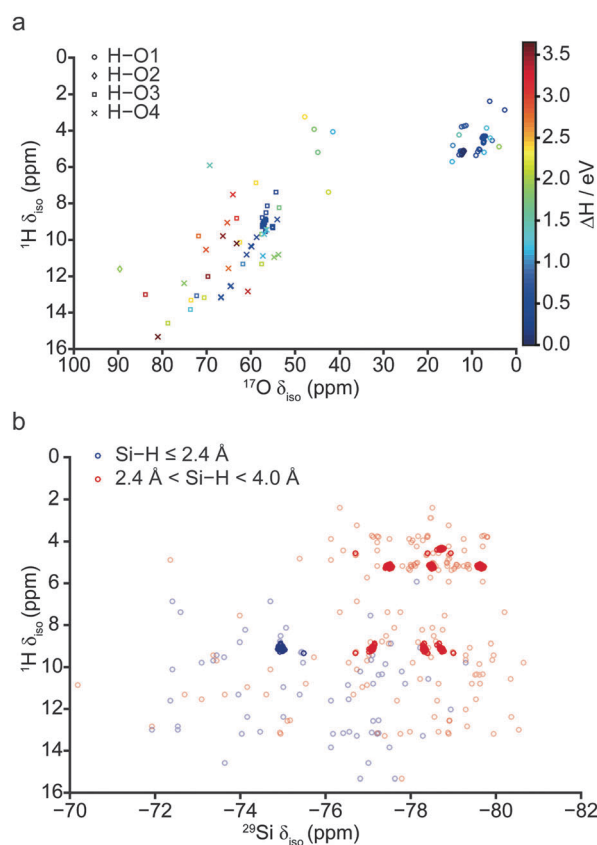 a
H–O1
H–O2
H–O3
H–O4
0
2
4
6
8
10
12
14
16
¹H δiso (ppm)
100 90 80 70 60 50 40 30 20 10 0
¹⁷O δiso (ppm)
3.5
3.0
2.5
2.0
1.5
1.0
0.5
0.0
ΔH / eV
b
Si–H ≤ 2.4 Å
2.4 Å < Si–H < 4.0 Å
0
2
4
6
8
10
12
14
16
¹H δiso (ppm)
−70 −72 −74 −76 −78 −80 −82
²⁹Si δiso (ppm)